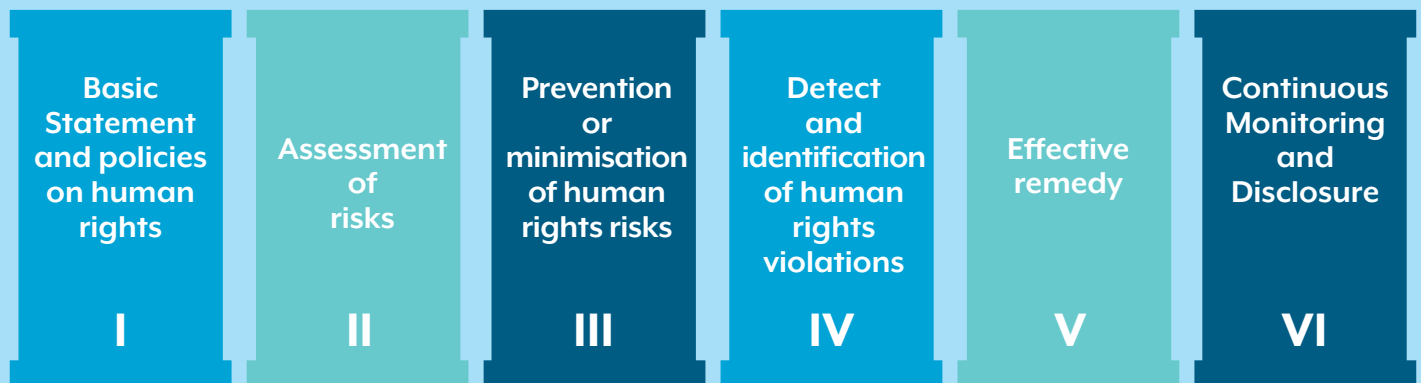 Basic
Statement
and policies
on human
rights
I
Assessment
of
risks
II
Prevention
or
minimisation
of human
rights risks
III
Detect
and
identification
of human
rights
violations
IV
Effective
remedy
V
Continuous
Monitoring
and
Disclosure
VI